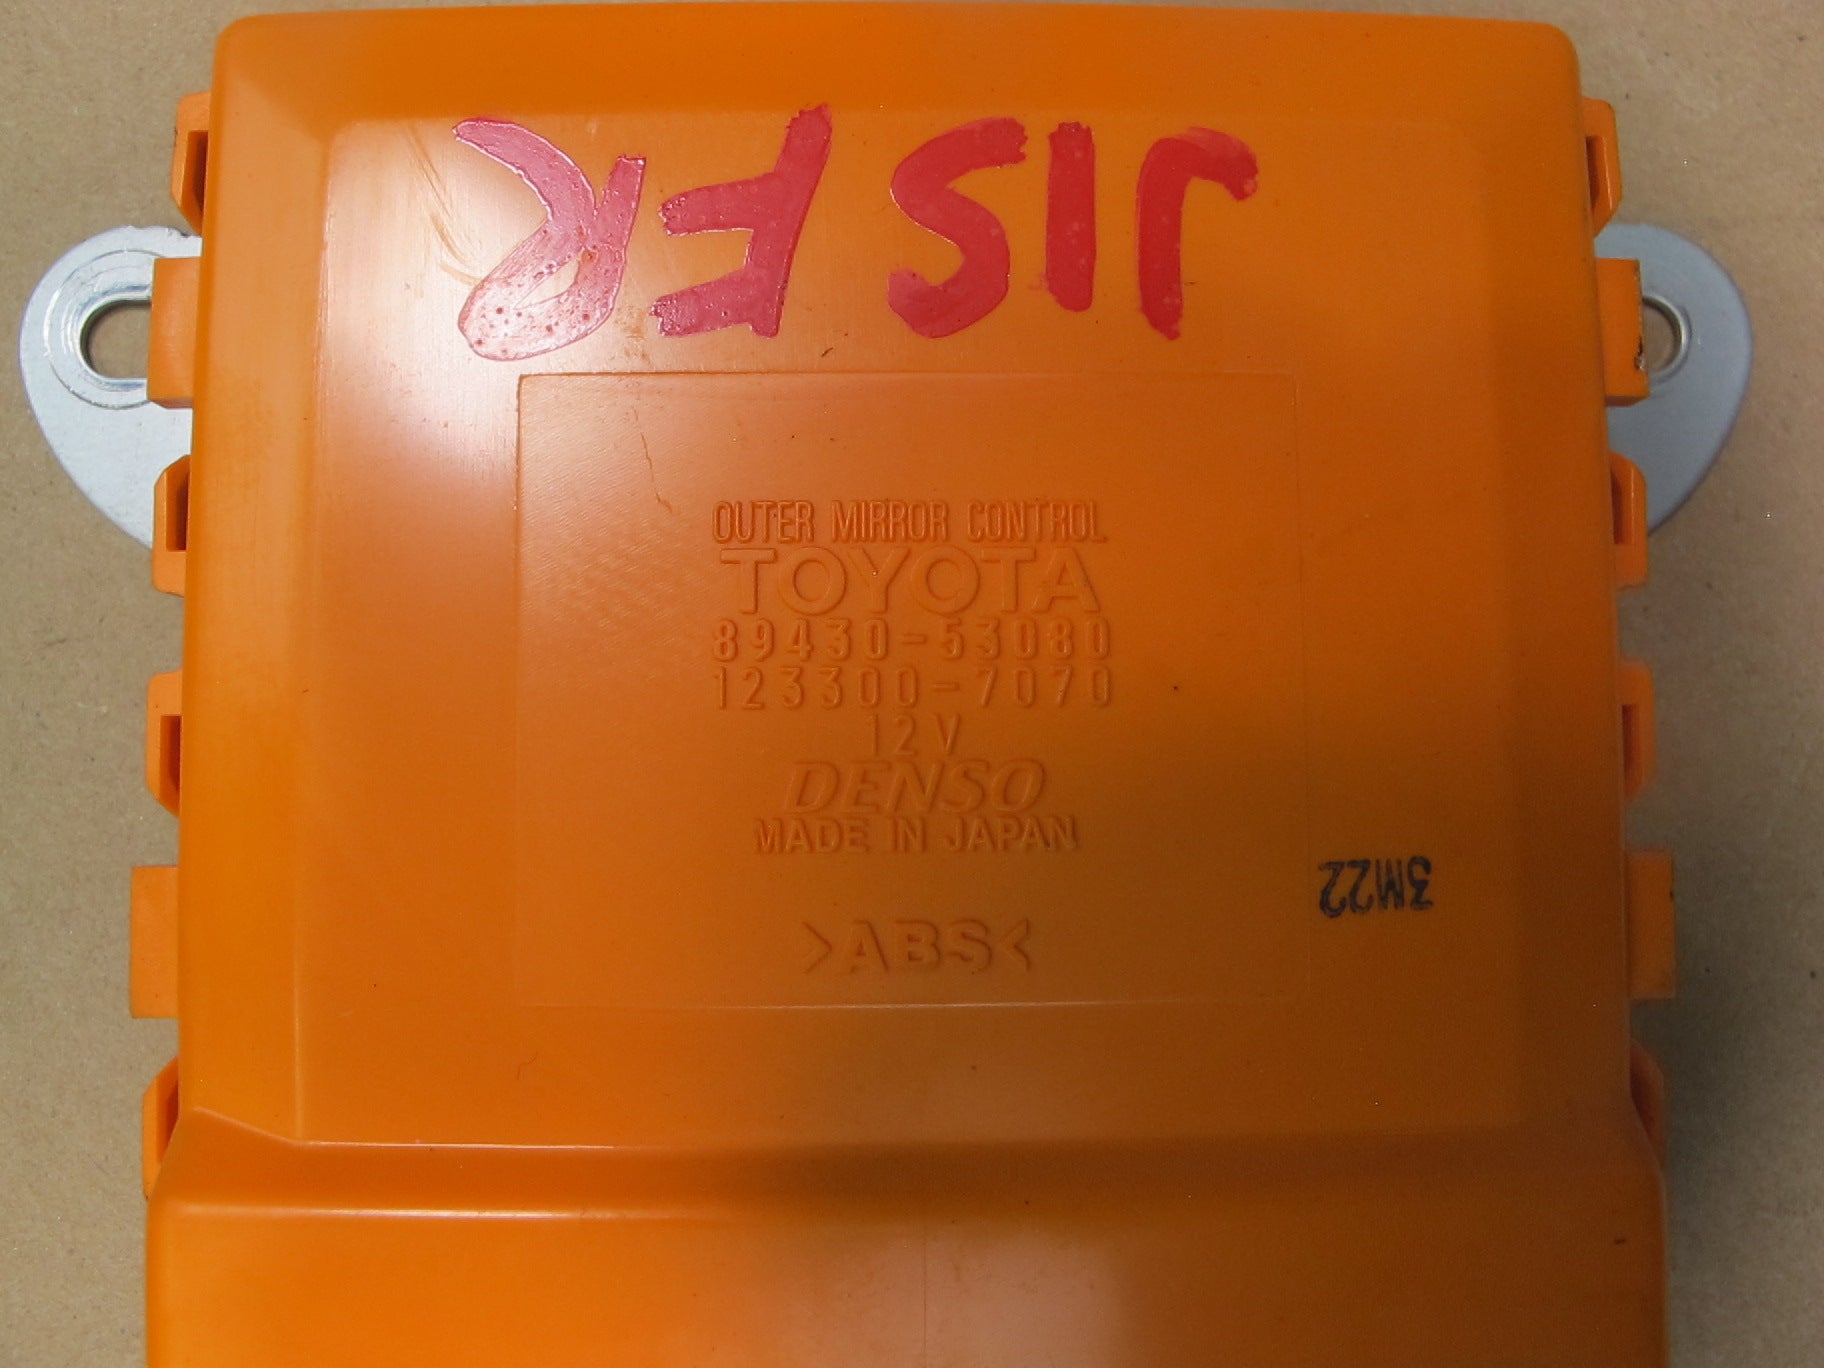 JIS FR
OUTER MIRROR CONTROL
TOYOTA
89430-53080
123300-7070
12V
DENSO
MADE IN JAPAN
3M22
>ABS<